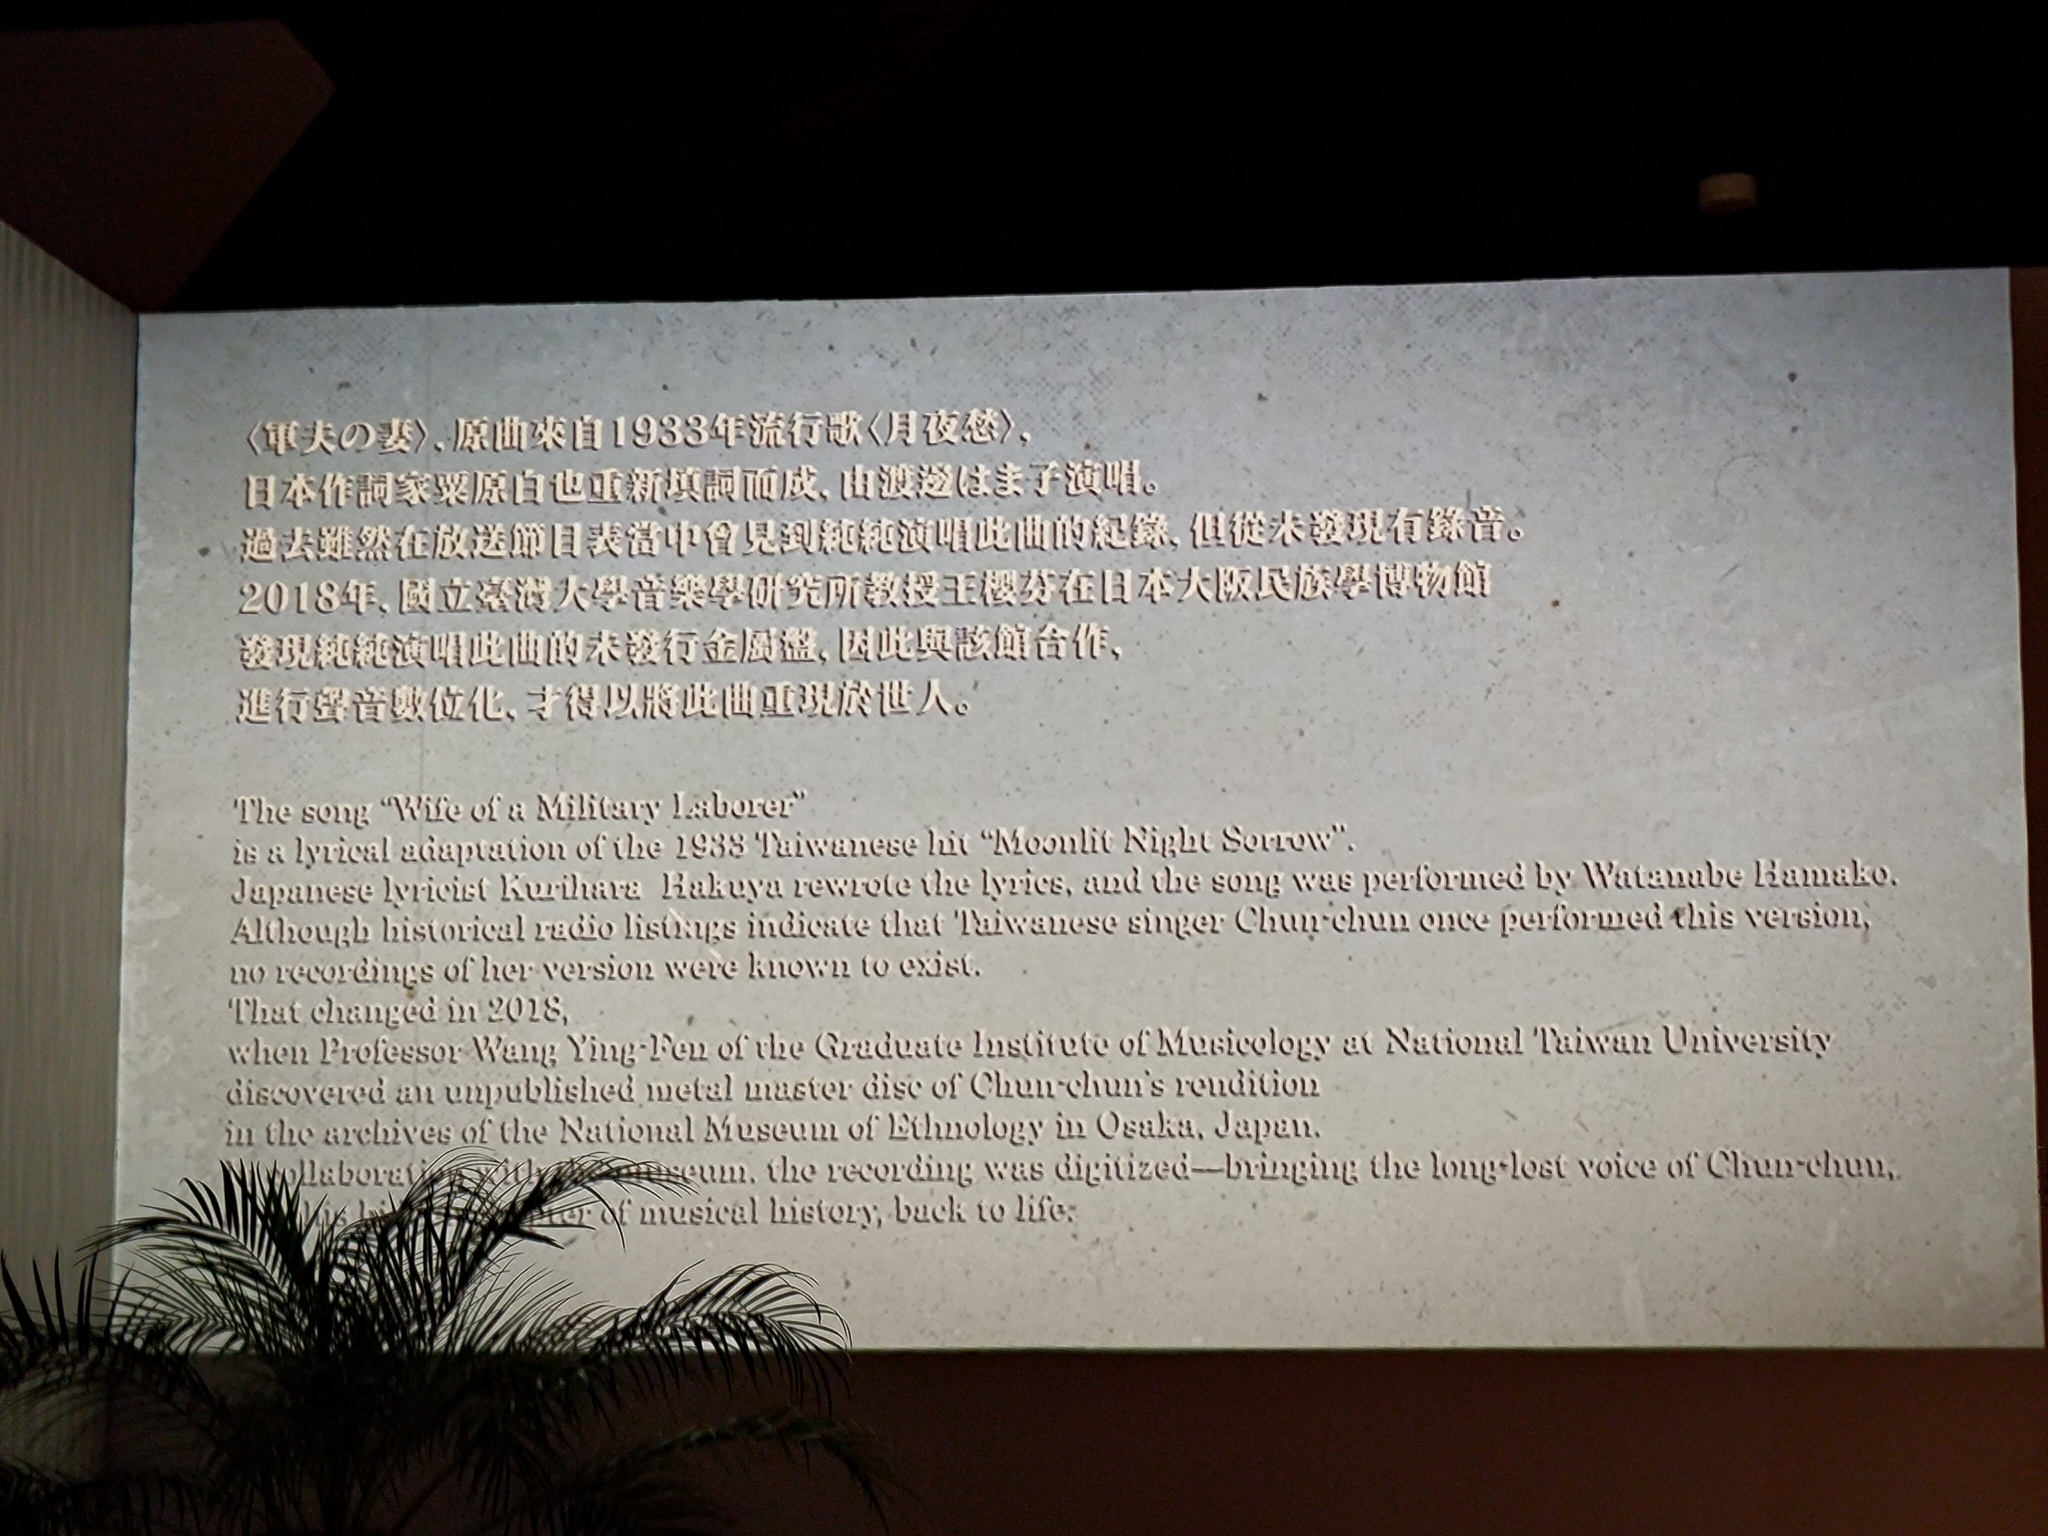 〈軍夫の妻〉, 原曲來自1933年流行歌〈月夜愁〉,
日本作詞家粟原白也重新填詞而成, 由渡邊はま子演唱。
過去雖然在放送節目表當中曾見到純純演唱此曲的紀錄, 但從未發現有錄音。
2018年, 國立臺灣大學音樂學研究所教授王櫻芬在日本大阪民族學博物館
發現純純演唱此曲的未發行金屬盤, 因此與該館合作,
進行聲音數位化, 才得以將此曲重現於世人。
The song “Wife of a Military Laborer”
is a lyrical adaptation of the 1933 Taiwanese hit “Moonlit Night Sorrow”.
Japanese lyricist Kurihara Hakuya rewrote the lyrics, and the song was performed by Watanabe Hamako.
Although historical radio listings indicate that Taiwanese singer Chun-chun once performed this version,
no recordings of her version were known to exist.
That changed in 2018,
when Professor Wang Ying-Fen of the Graduate Institute of Musicology at National Taiwan University
discovered an unpublished metal master disc of Chun-chun's rendition
in the archives of the National Museum of Ethnology in Osaka, Japan.
with museum, the recording was digitized—bringing the long-lost voice of Chun-chun,
of musical history, back to life.